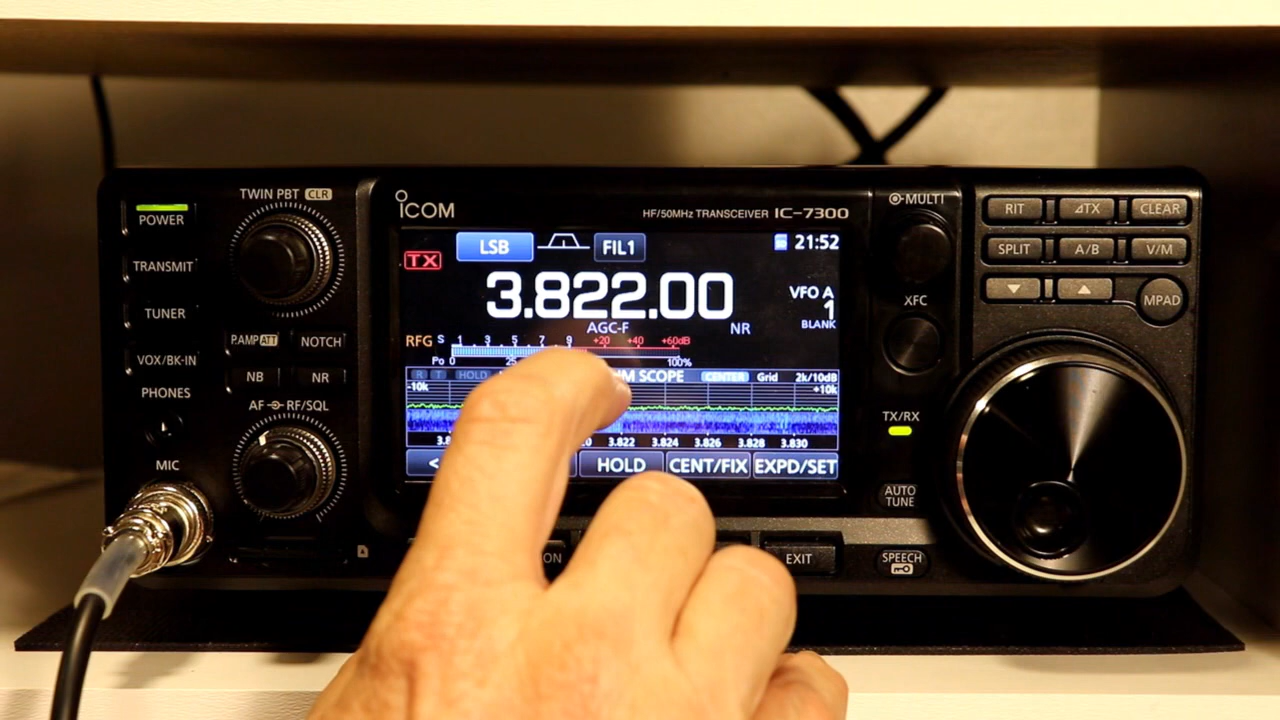 TWIN PBT CLR
ICOM
HF/50MHz TRANSCEIVER IC-7300
MULTI
RIT
⊿TX
CLEAR
POWER
TRANSMIT
TUNER
VOX/BK-IN
PHONES
MIC
P.AMP ATT
NOTCH
NB
NR
AF RF/SQL
TX
LSB
FIL1
21:52
3.822.00
VFO A
1
BLANK
AGC-F
NR
RFG
S 1 3 5 7 9 +20 +40 +60dB
Po 0 25 100%
R T HOLD
SCOPE CENTER Grid 2k/10dB
-10k +10k
3.822 3.824 3.826 3.828 3.830
< HOLD CENT/FIX EXPD/SET
EXIT
SPLIT
A/B
V/M
▼
▲
MPAD
XFC
TX/RX
AUTO
TUNE
SPEECH